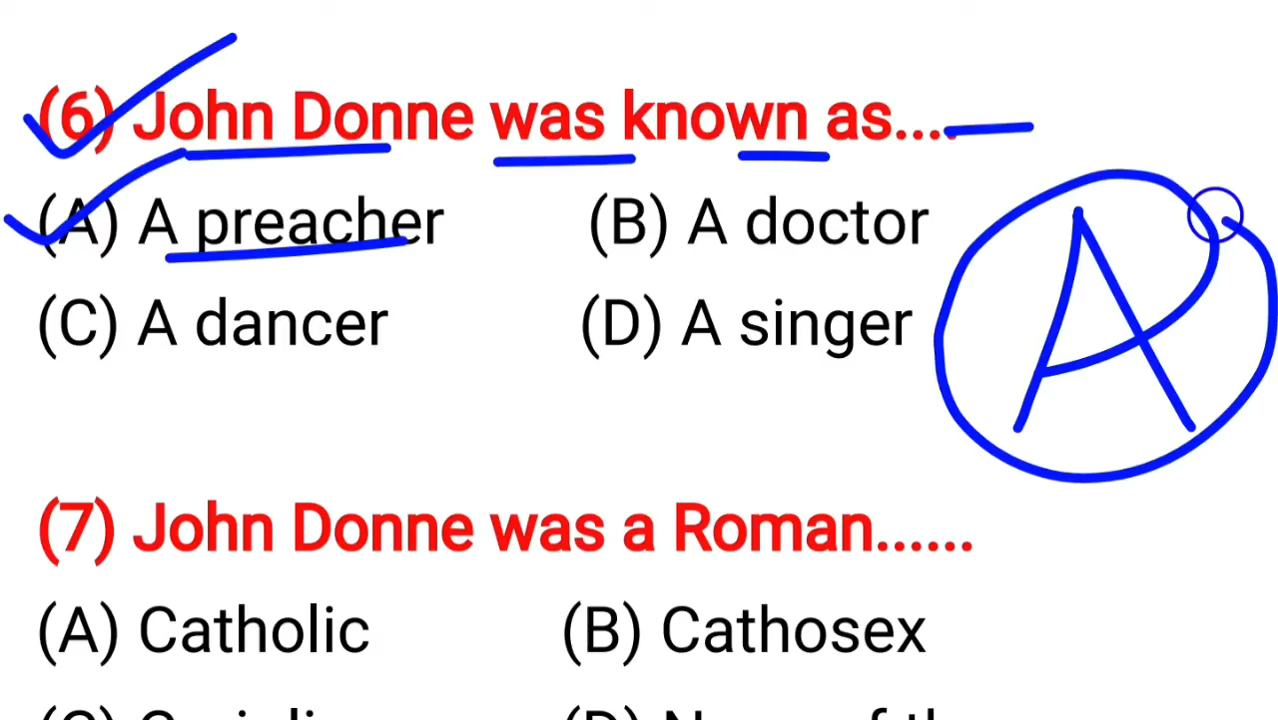 (6) John Donne was known as....
(A) A preacher (B) A doctor
(C) A dancer (D) A singer
A
(7) John Donne was a Roman......
(A) Catholic (B) Cathosex